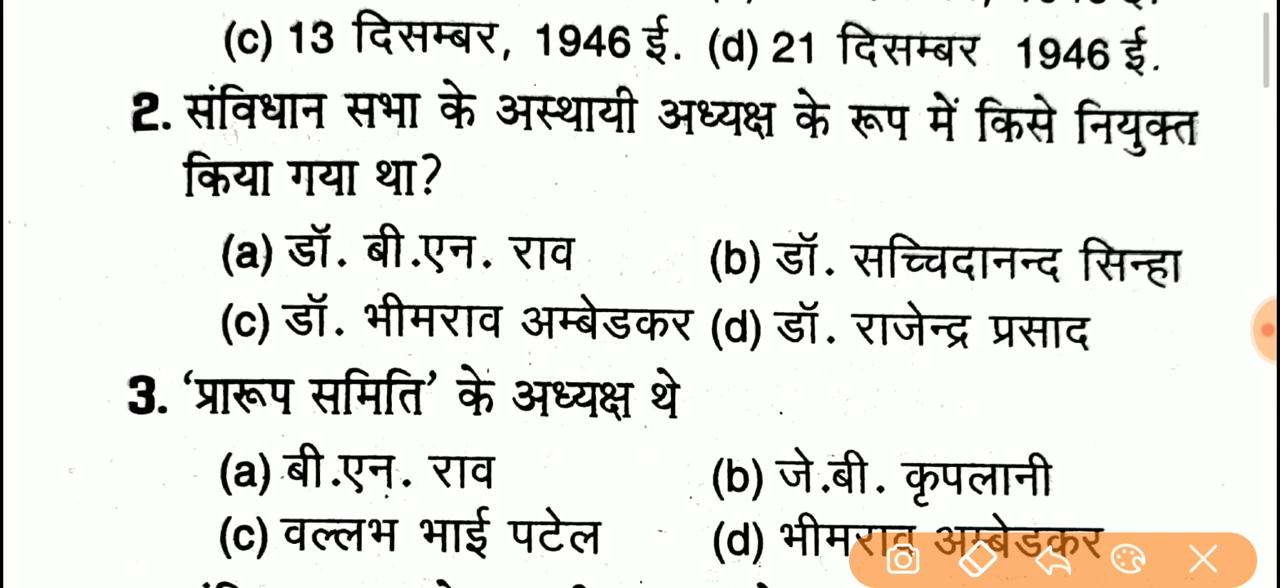 (c) 13 दिसम्बर, 1946 ई. (d) 21 दिसम्बर 1946 ई.
2. संविधान सभा के अस्थायी अध्यक्ष के रूप में किसे नियुक्त
किया गया था?
(a) डॉ. बी.एन. राव (b) डॉ. सच्चिदानन्द सिन्हा
(c) डॉ. भीमराव अम्बेडकर (d) डॉ. राजेन्द्र प्रसाद
3. ‘प्रारूप समिति’ के अध्यक्ष थे
(a) बी.एन. राव (b) जे.बी. कृपलानी
(c) वल्लभ भाई पटेल (d) भीमराव अम्बेडकर